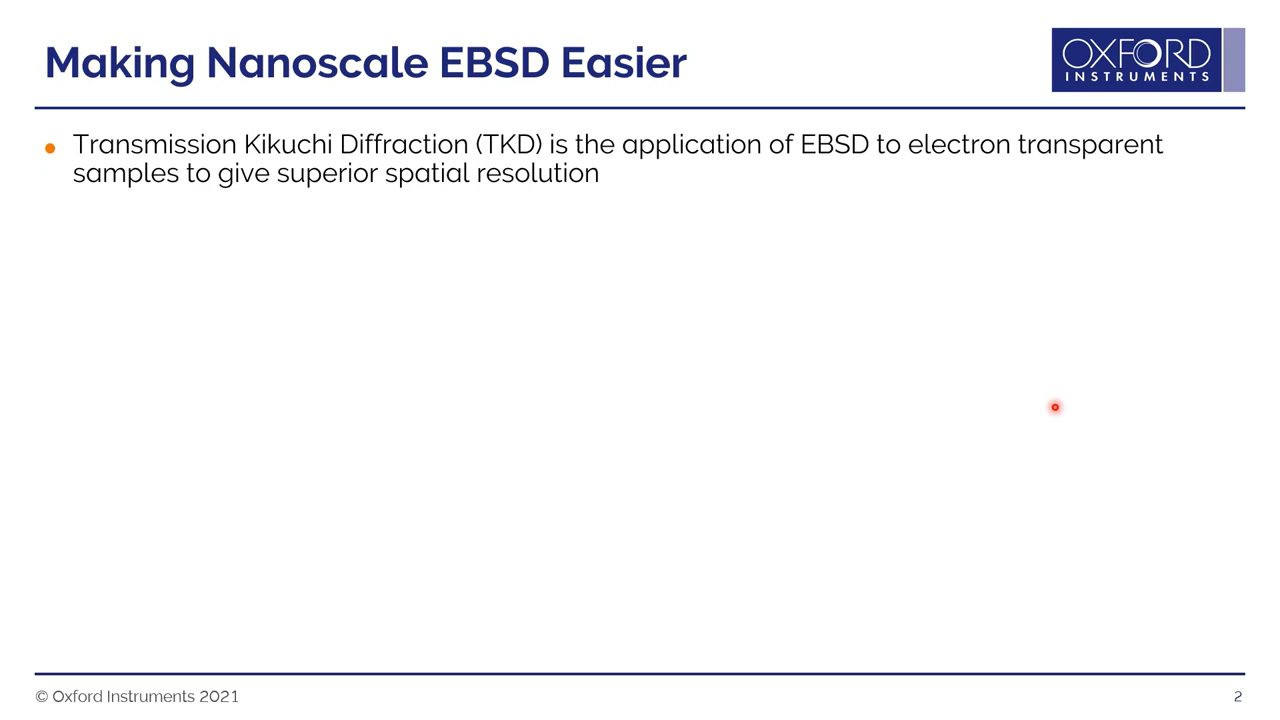 Making Nanoscale EBSD Easier
OXFORD
INSTRUMENTS
Transmission Kikuchi Diffraction (TKD) is the application of EBSD to electron transparent
samples to give superior spatial resolution
© Oxford Instruments 2021
2